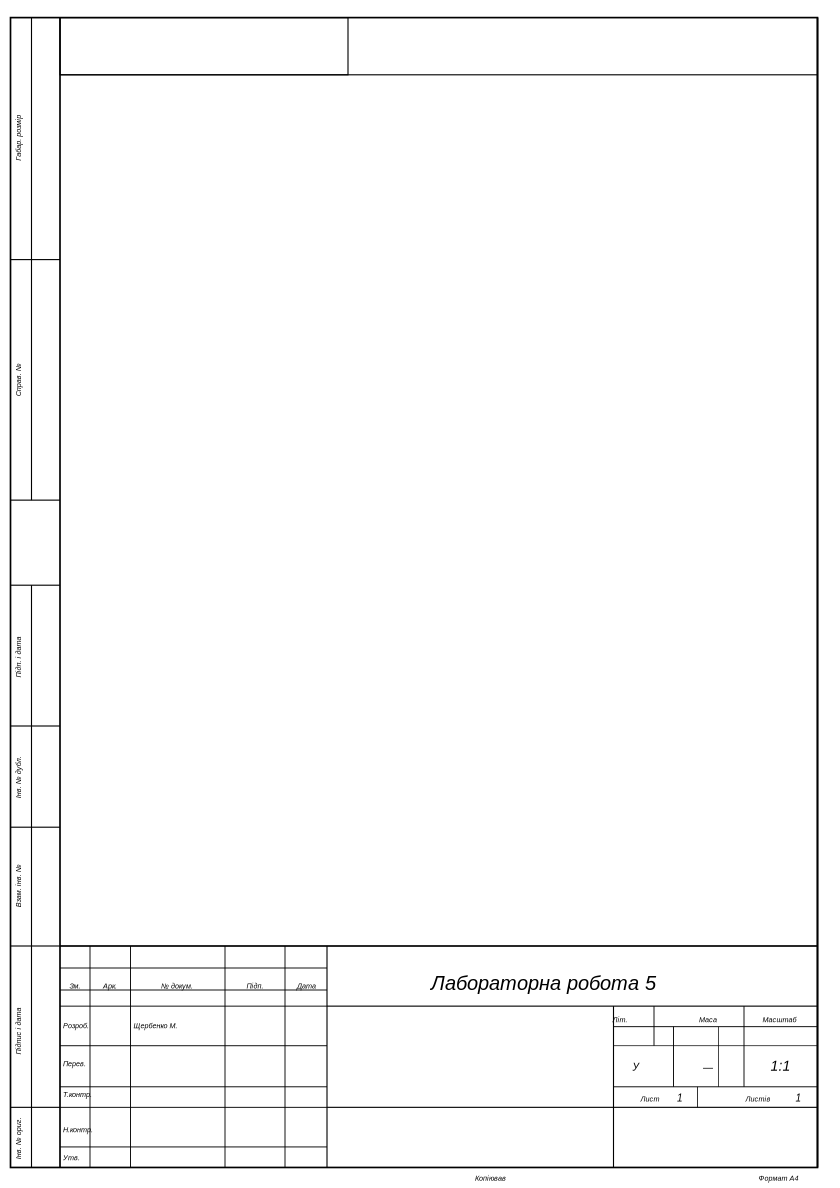 Габар. розмір
Справ. №
Підп. і дата
Інв. № дубл.
Взам. інв. №
Підпис і дата
Інв. № ориг.
Зм. Арк. № докум. Підп. Дата
Лабораторна робота 5
Розроб. Щербенко М.
Перев.
Т.контр.
Н.контр.
Утв.
Літ. Маса Масштаб
У — 1:1
Лист 1 Листів 1
Копіював Формат А4